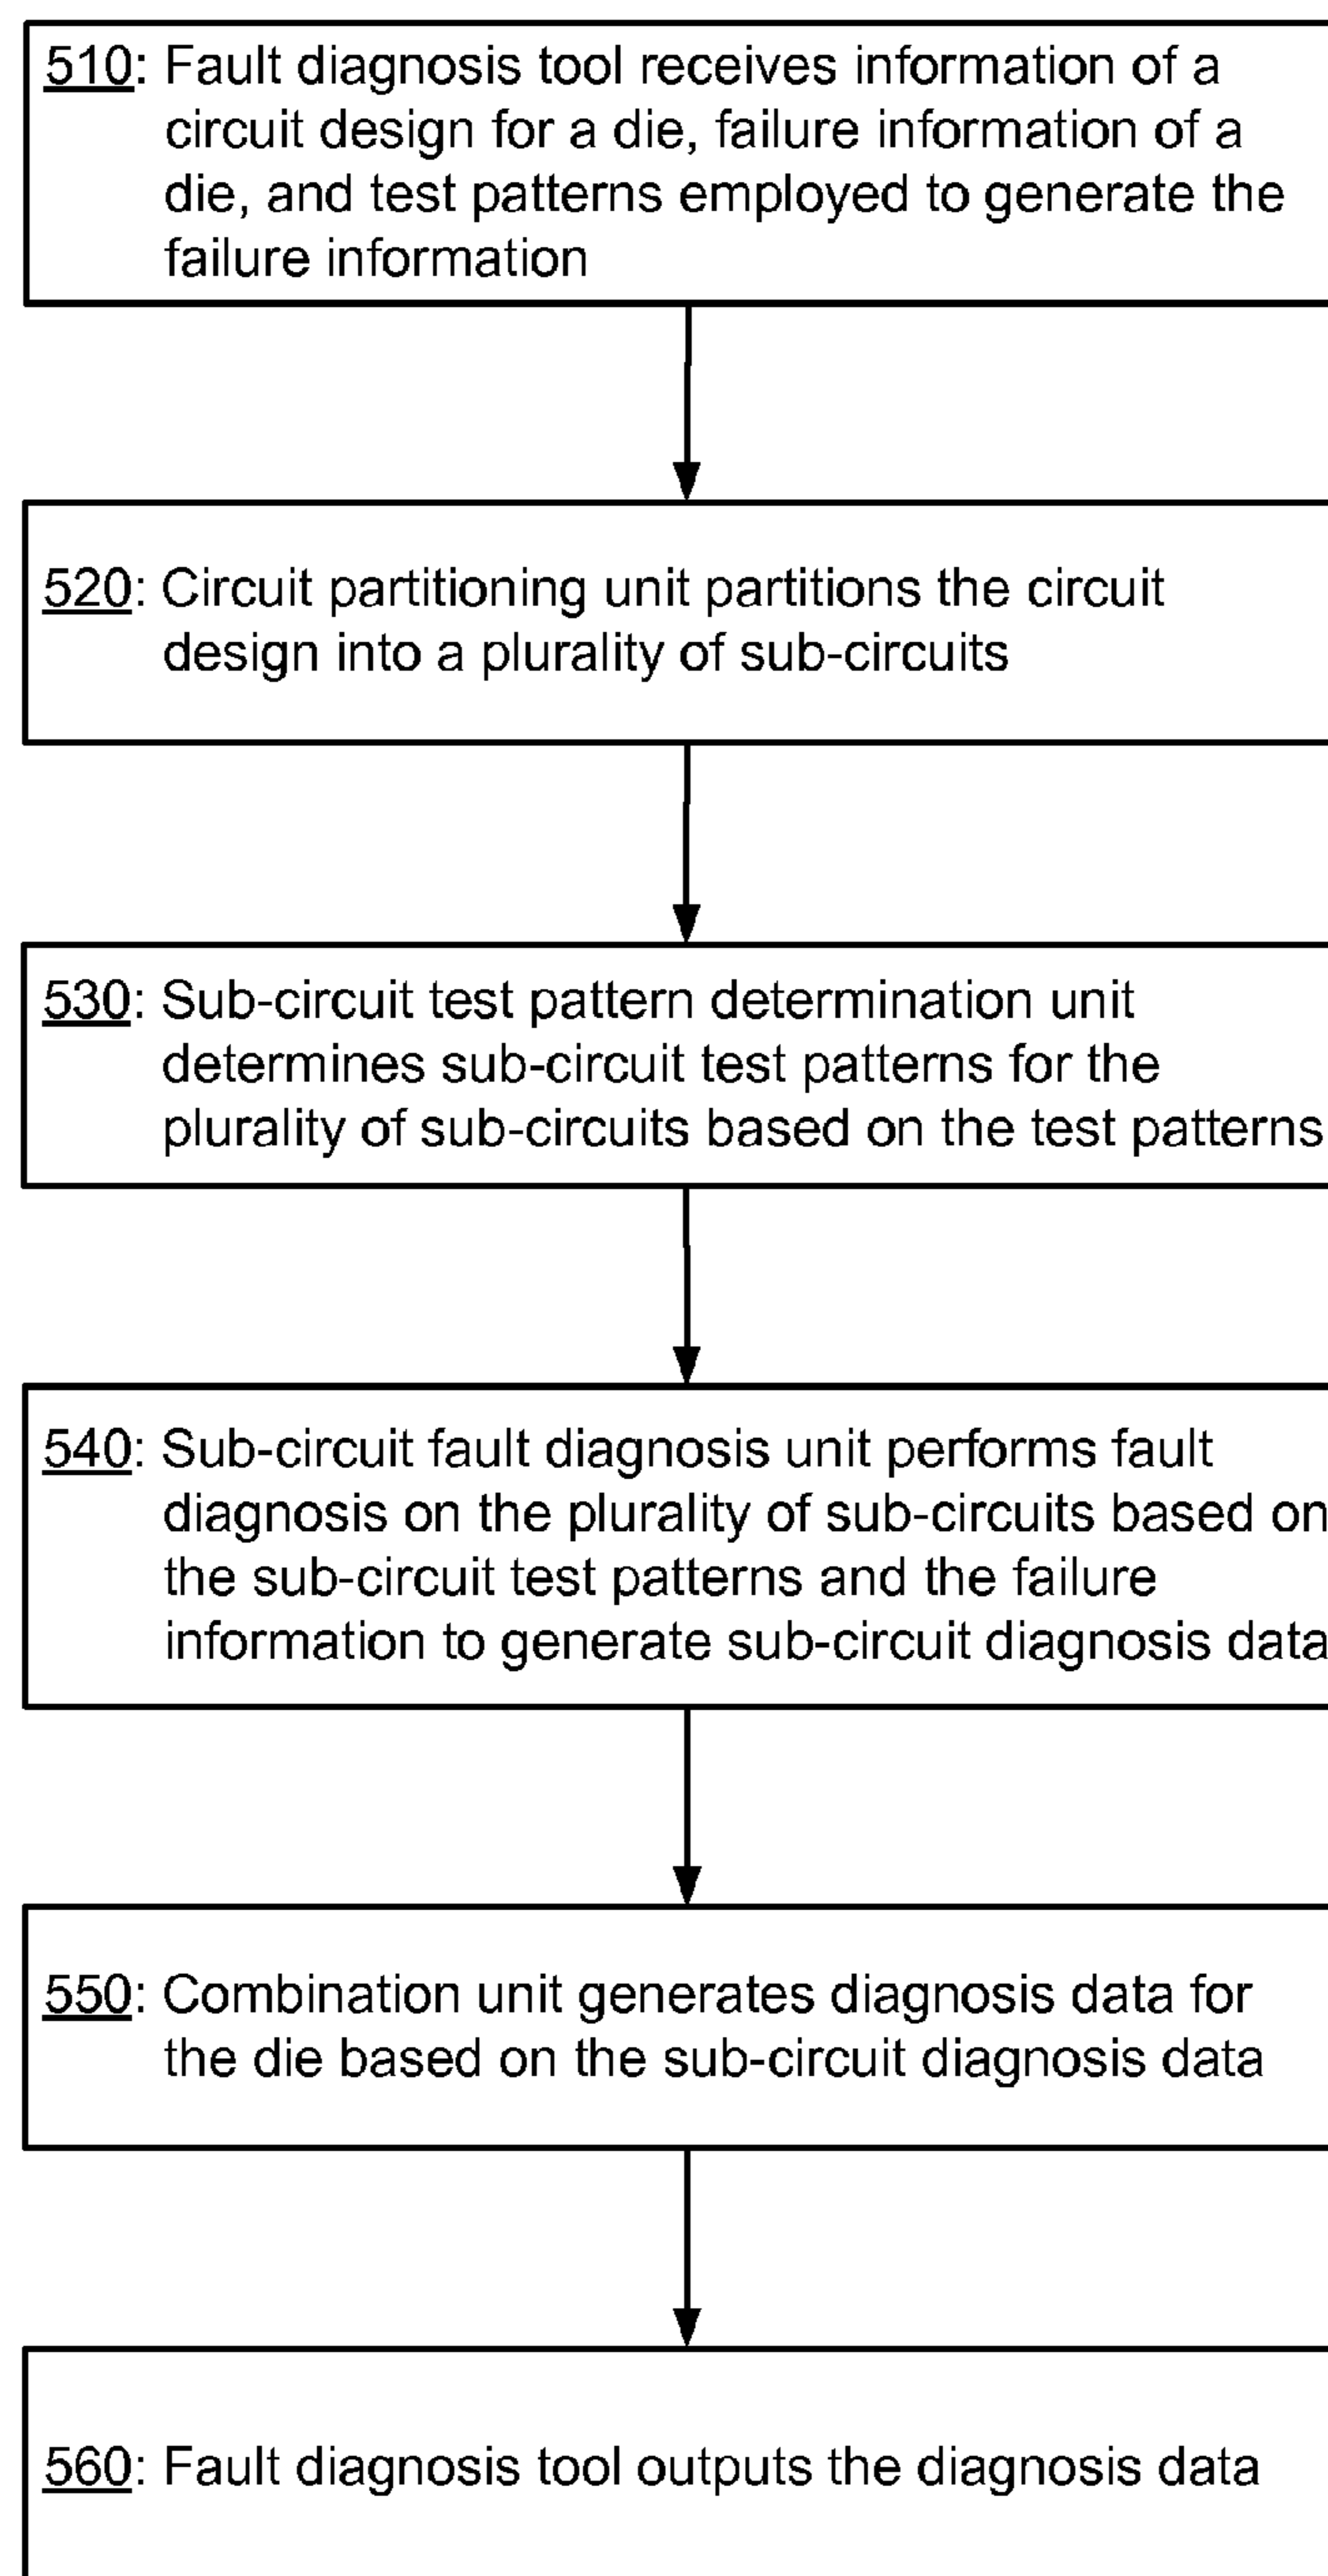 510: Fault diagnosis tool receives information of a
circuit design for a die, failure information of a
die, and test patterns employed to generate the
failure information
520: Circuit partitioning unit partitions the circuit
design into a plurality of sub-circuits
530: Sub-circuit test pattern determination unit
determines sub-circuit test patterns for the
plurality of sub-circuits based on the test patterns
540: Sub-circuit fault diagnosis unit performs fault
diagnosis on the plurality of sub-circuits based on
the sub-circuit test patterns and the failure
information to generate sub-circuit diagnosis data
550: Combination unit generates diagnosis data for
the die based on the sub-circuit diagnosis data
560: Fault diagnosis tool outputs the diagnosis data